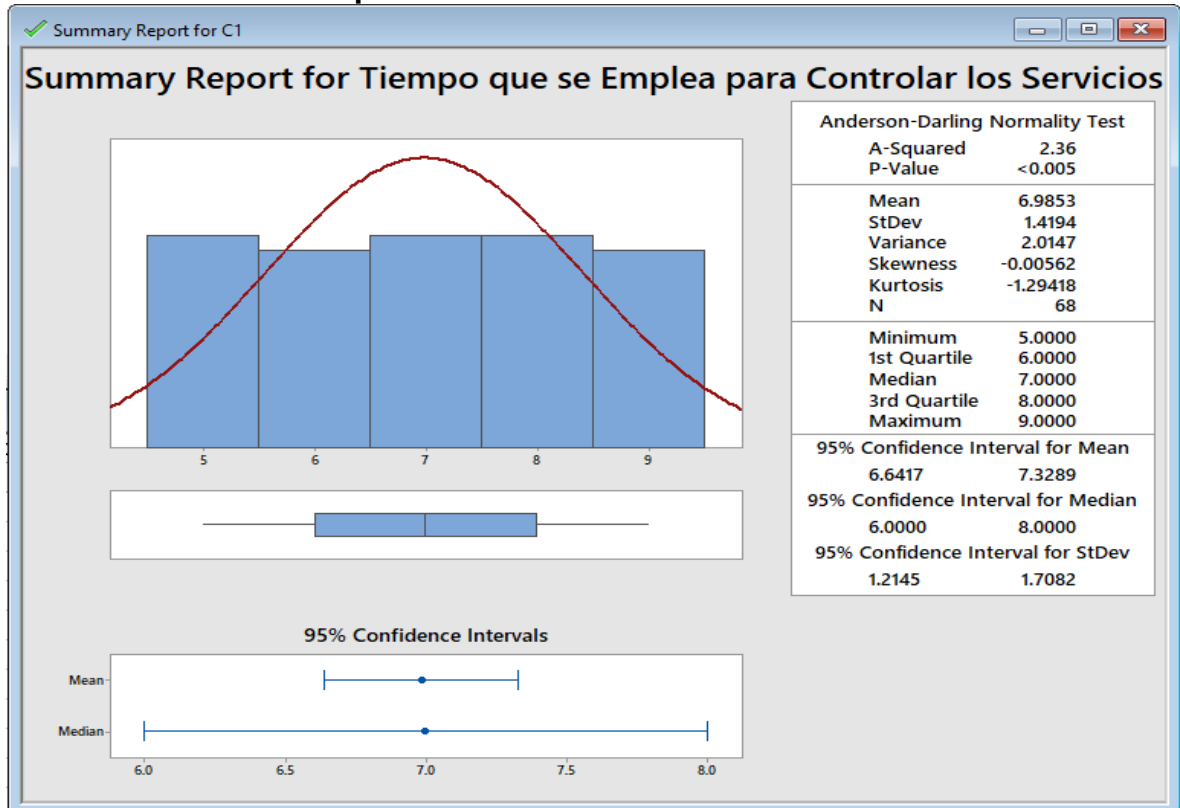 Summary Report for C1
Summary Report for Tiempo que se Emplea para Controlar los Servicios
5 6 7 8 9
Anderson-Darling Normality Test
A-Squared 2.36
P-Value <0.005
Mean 6.9853
StDev 1.4194
Variance 2.0147
Skewness -0.00562
Kurtosis -1.29418
N 68
Minimum 5.0000
1st Quartile 6.0000
Median 7.0000
3rd Quartile 8.0000
Maximum 9.0000
95% Confidence Interval for Mean
6.6417 7.3289
95% Confidence Interval for Median
6.0000 8.0000
95% Confidence Interval for StDev
1.2145 1.7082
95% Confidence Intervals
Mean
Median
6.0 6.5 7.0 7.5 8.0